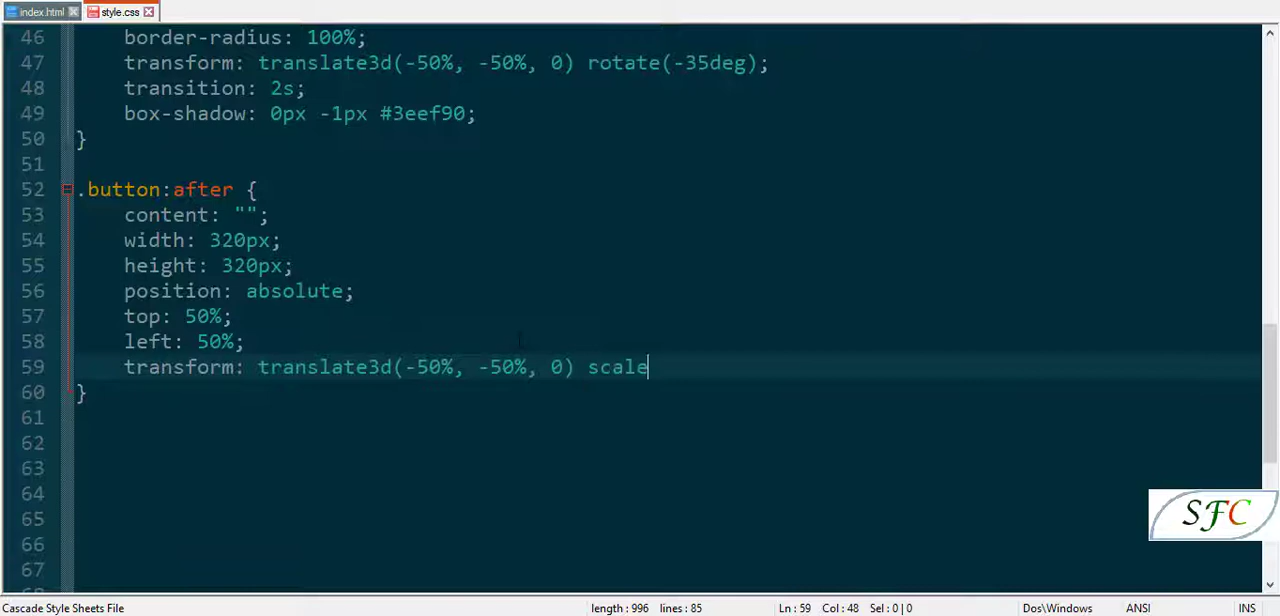 index.html
style.css
46 border-radius: 100%;
47 transform: translate3d(-50%, -50%, 0) rotate(-35deg);
48 transition: 2s;
49 box-shadow: 0px -1px #3eef90;
50 }
51
52 .button:after {
53 content: "";
54 width: 320px;
55 height: 320px;
56 position: absolute;
57 top: 50%;
58 left: 50%;
59 transform: translate3d(-50%, -50%, 0) scale
60 }
61
62
63
64
65
66
67
SFC
Cascade Style Sheets File length : 996 lines : 85 Ln : 59 Col : 48 Sel : 0 | 0 Dos\Windows ANSI INS